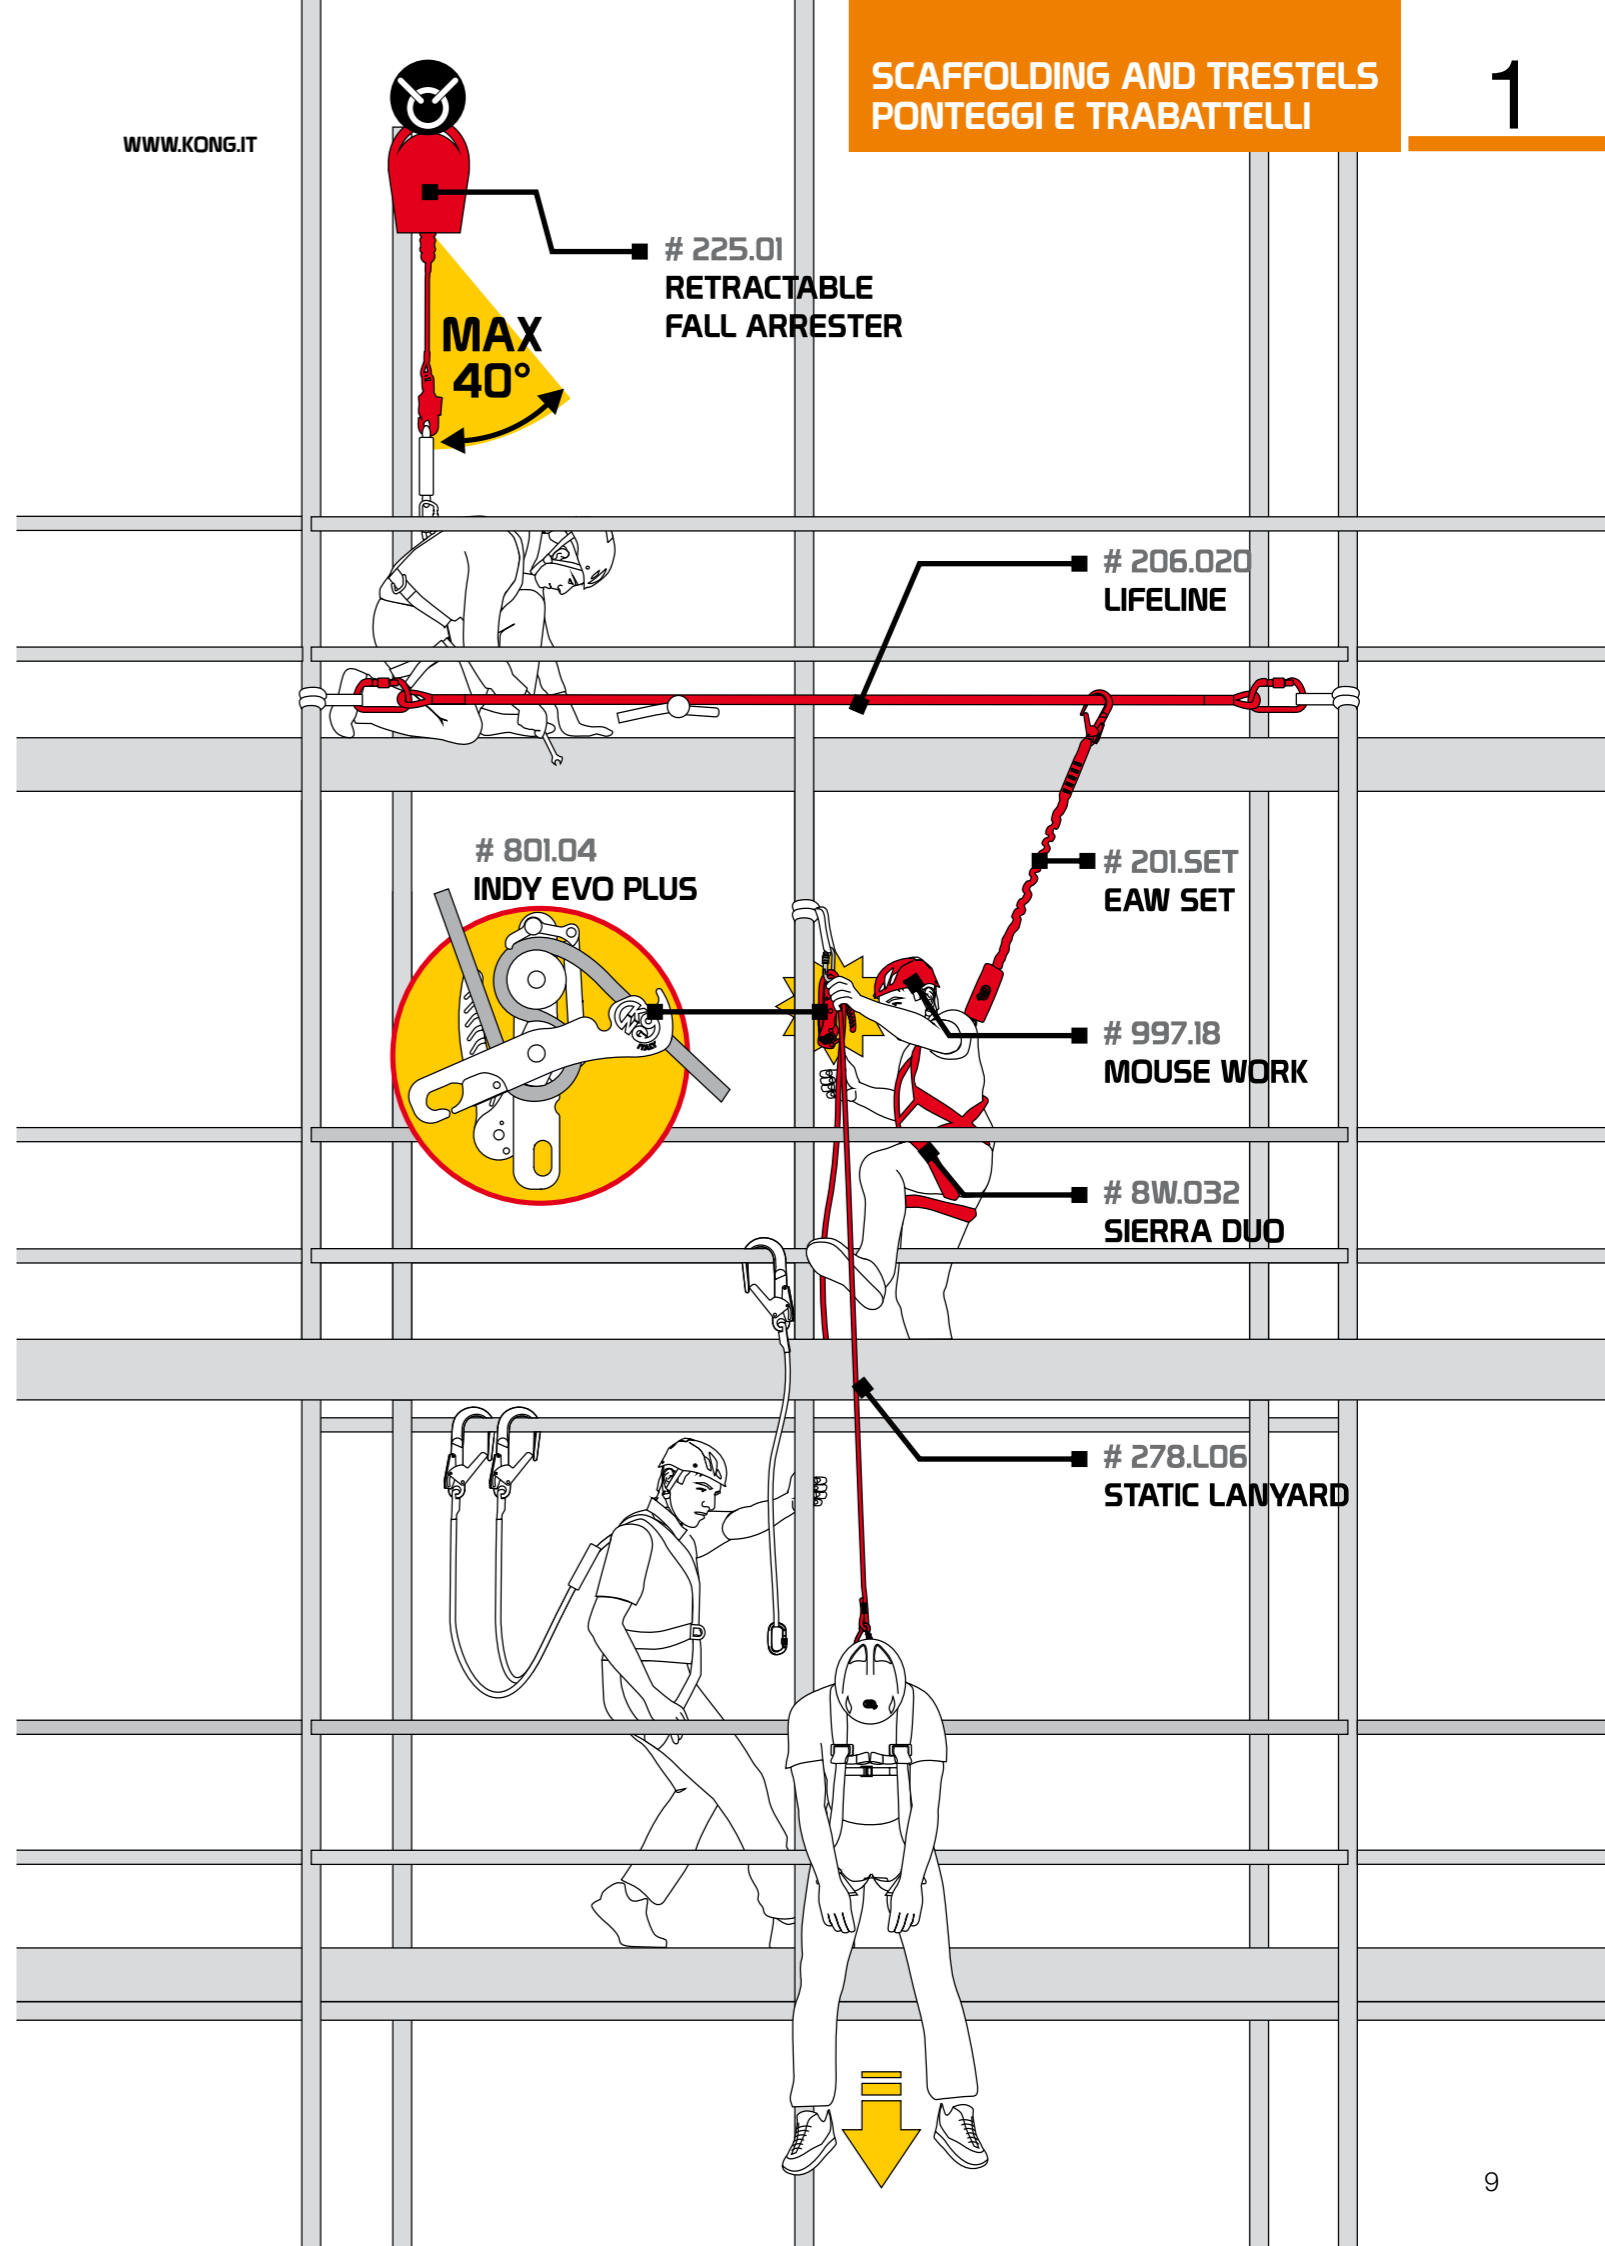 SCAFFOLDING AND TRESTELS
PONTEGGI E TRABATTELLI
1
WWW.KONG.IT
# 225.01
RETRACTABLE
FALL ARRESTER
MAX
40°
# 206.020
LIFELINE
# 801.04
INDY EVO PLUS
# 201.SET
EAW SET
KONG
ITALY
# 997.18
MOUSE WORK
# 8W.032
SIERRA DUO
# 278.L06
STATIC LANYARD
9